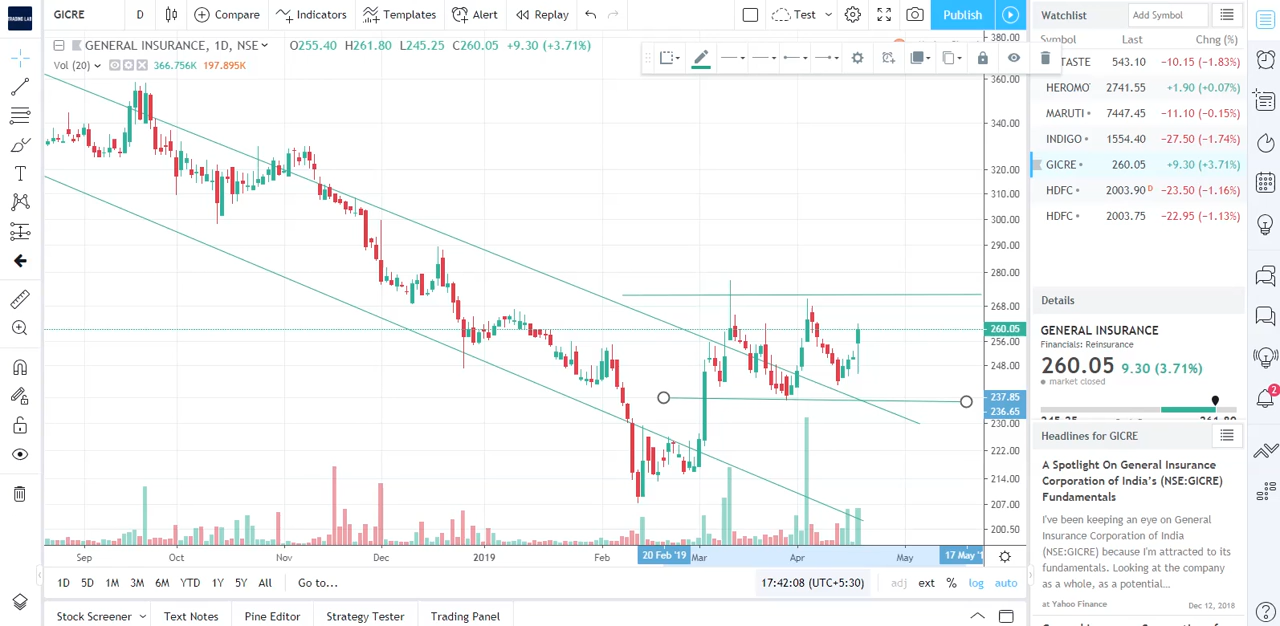 TRADING LAB
GICRE D Compare Indicators Templates Alert Replay Test Publish
GENERAL INSURANCE, 1D, NSE O255.40 H261.80 L245.25 C260.05 +9.30 (+3.71%)
Vol (20) 366.756K 197.895K
380.00
360.00
340.00
320.00
310.00
300.00
290.00
280.00
268.00
260.05
256.00
248.00
237.85
236.65
230.00
222.00
214.00
207.00
200.50
Sep Oct Nov Dec 2019 Feb 20 Feb '19 Mar Apr May 17 May '1
1D 5D 1M 3M 6M YTD 1Y 5Y All Go to... 17:42:08 (UTC+5:30) adj ext % log auto
Stock Screener Text Notes Pine Editor Strategy Tester Trading Panel
Watchlist Add Symbol
Symbol Last Chng (%)
TASTE 543.10 −10.15 (−1.83%)
HEROMO 2741.55 +1.90 (+0.07%)
MARUTI 7447.45 −11.10 (−0.15%)
INDIGO 1554.40 −27.50 (−1.74%)
GICRE 260.05 +9.30 (+3.71%)
HDFC 2003.90 D −23.50 (−1.16%)
HDFC 2003.75 −22.95 (−1.13%)
Details
GENERAL INSURANCE
Financials: Reinsurance
260.05 9.30 (3.71%)
market closed
245.25 261.80
Headlines for GICRE
A Spotlight On General Insurance
Corporation of India's (NSE:GICRE)
Fundamentals
I've been keeping an eye on General
Insurance Corporation of India
(NSE:GICRE) because I'm attracted to its
fundamentals. Looking at the company
as a whole, as a potential...
at Yahoo Finance Dec 12, 2018
2